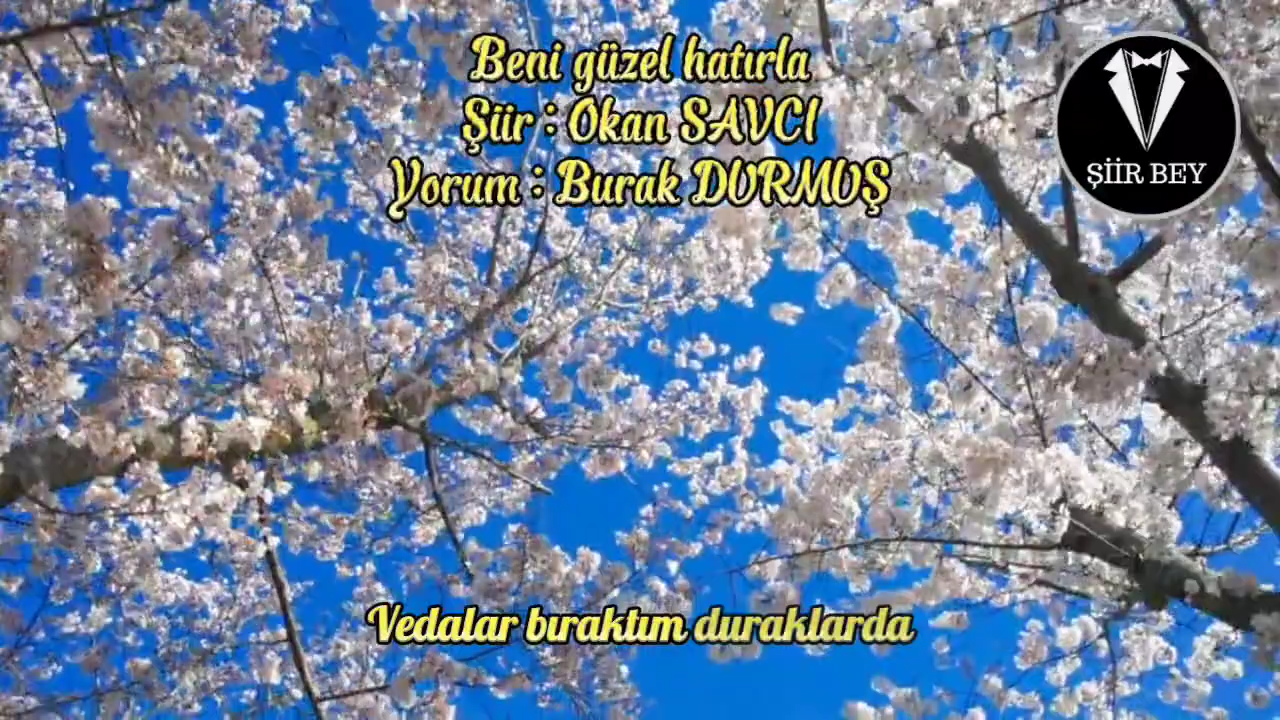 Beni güzel hatırla
Şiir : Okan SAVCI
Yorum : Burak DURMUŞ
ŞİİR BEY
Vedalar bıraktım duraklarda